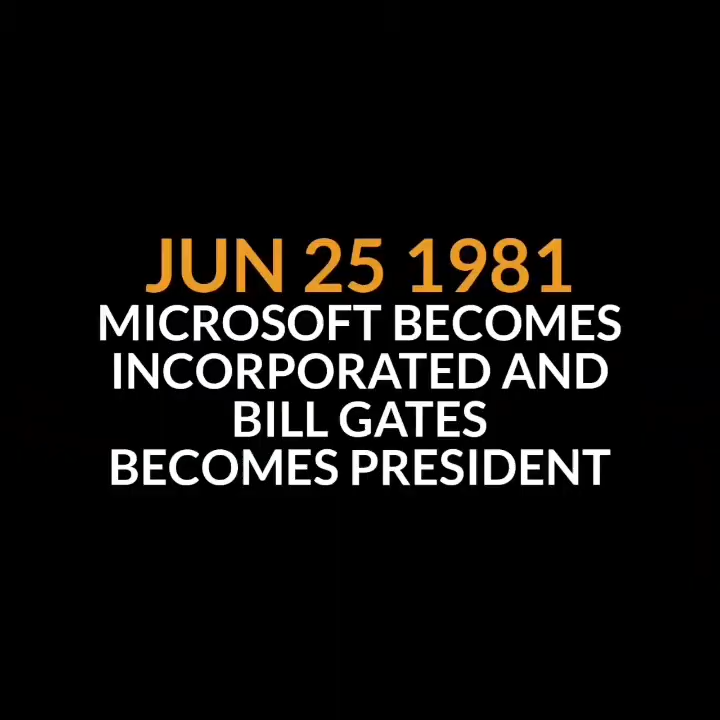 JUN 25 1981
MICROSOFT BECOMES
INCORPORATED AND
BILL GATES
BECOMES PRESIDENT